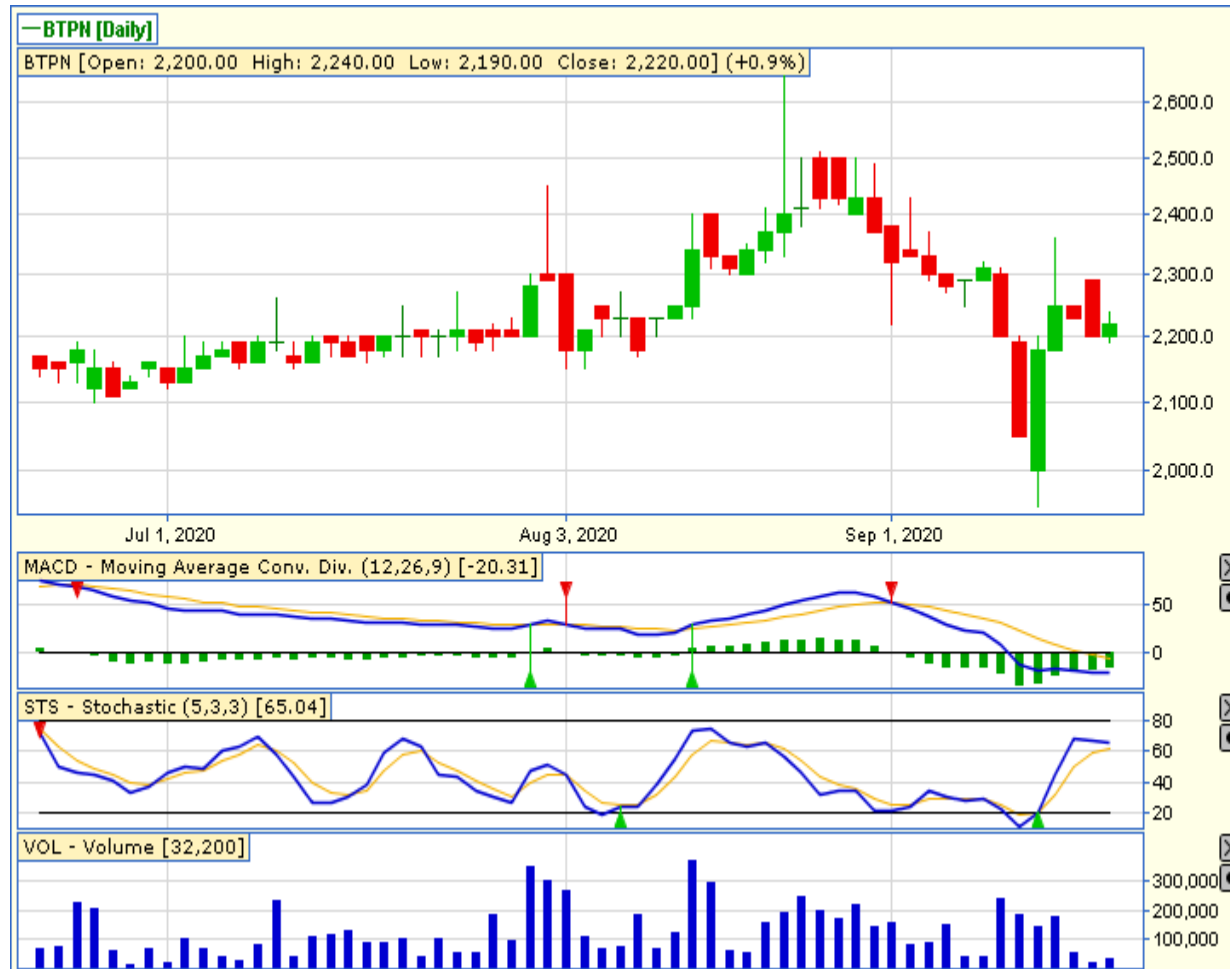 BTPN [Daily]
BTPN [Open: 2,200.00 High: 2,240.00 Low: 2,190.00 Close: 2,220.00] (+0.9%)
2,600.0
2,500.0
2,400.0
2,300.0
2,200.0
2,100.0
2,000.0
Jul 1, 2020 Aug 3, 2020 Sep 1, 2020
MACD - Moving Average Conv. Div. (12,26,9) [-20.31]
50
0
STS - Stochastic (5,3,3) [65.04]
80
60
40
20
VOL - Volume [32,200]
300,000
200,000
100,000